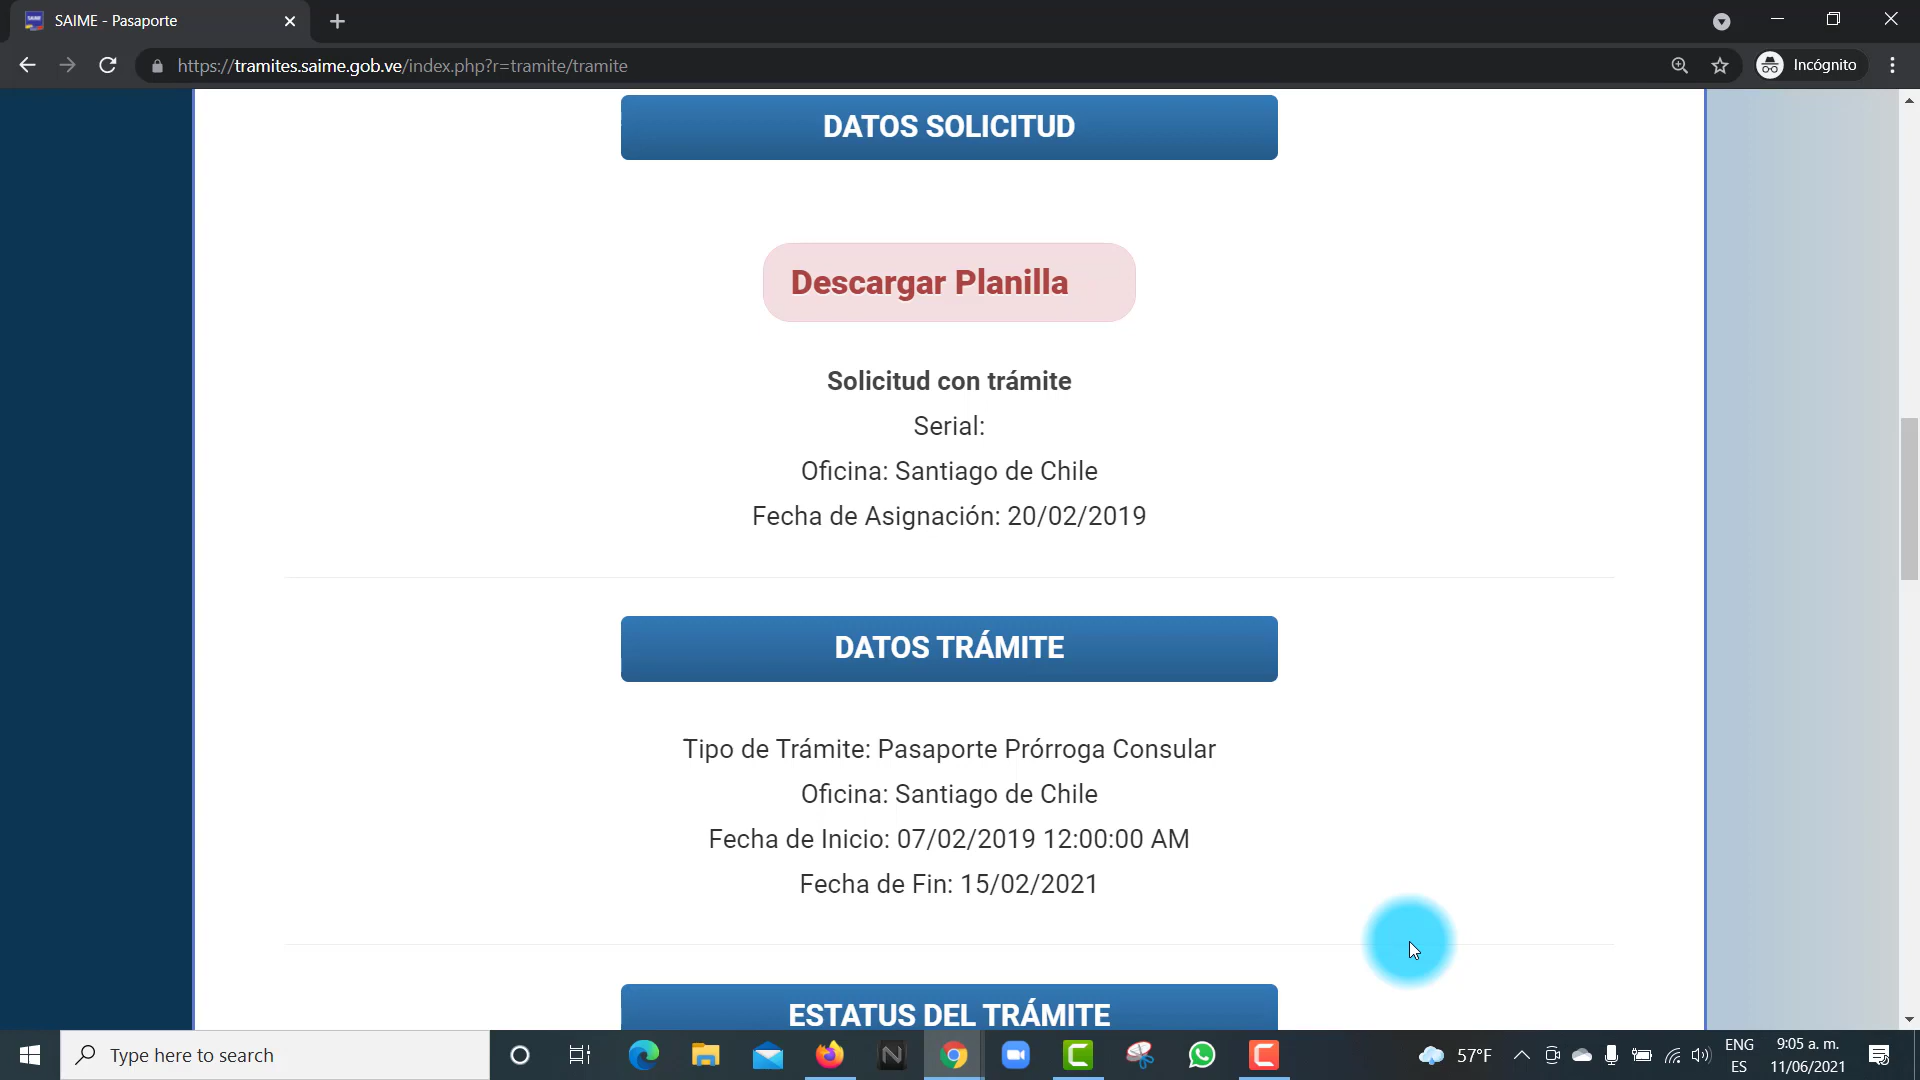 SAIME - Pasaporte
https://tramites.saime.gob.ve/index.php?r=tramite/tramite
Incógnito
DATOS SOLICITUD
Descargar Planilla
Solicitud con trámite
Serial:
Oficina: Santiago de Chile
Fecha de Asignación: 20/02/2019
DATOS TRÁMITE
Tipo de Trámite: Pasaporte Prórroga Consular
Oficina: Santiago de Chile
Fecha de Inicio: 07/02/2019 12:00:00 AM
Fecha de Fin: 15/02/2021
ESTATUS DEL TRÁMITE
Type here to search
57°F
ENG
ES
9:05 a. m.
11/06/2021